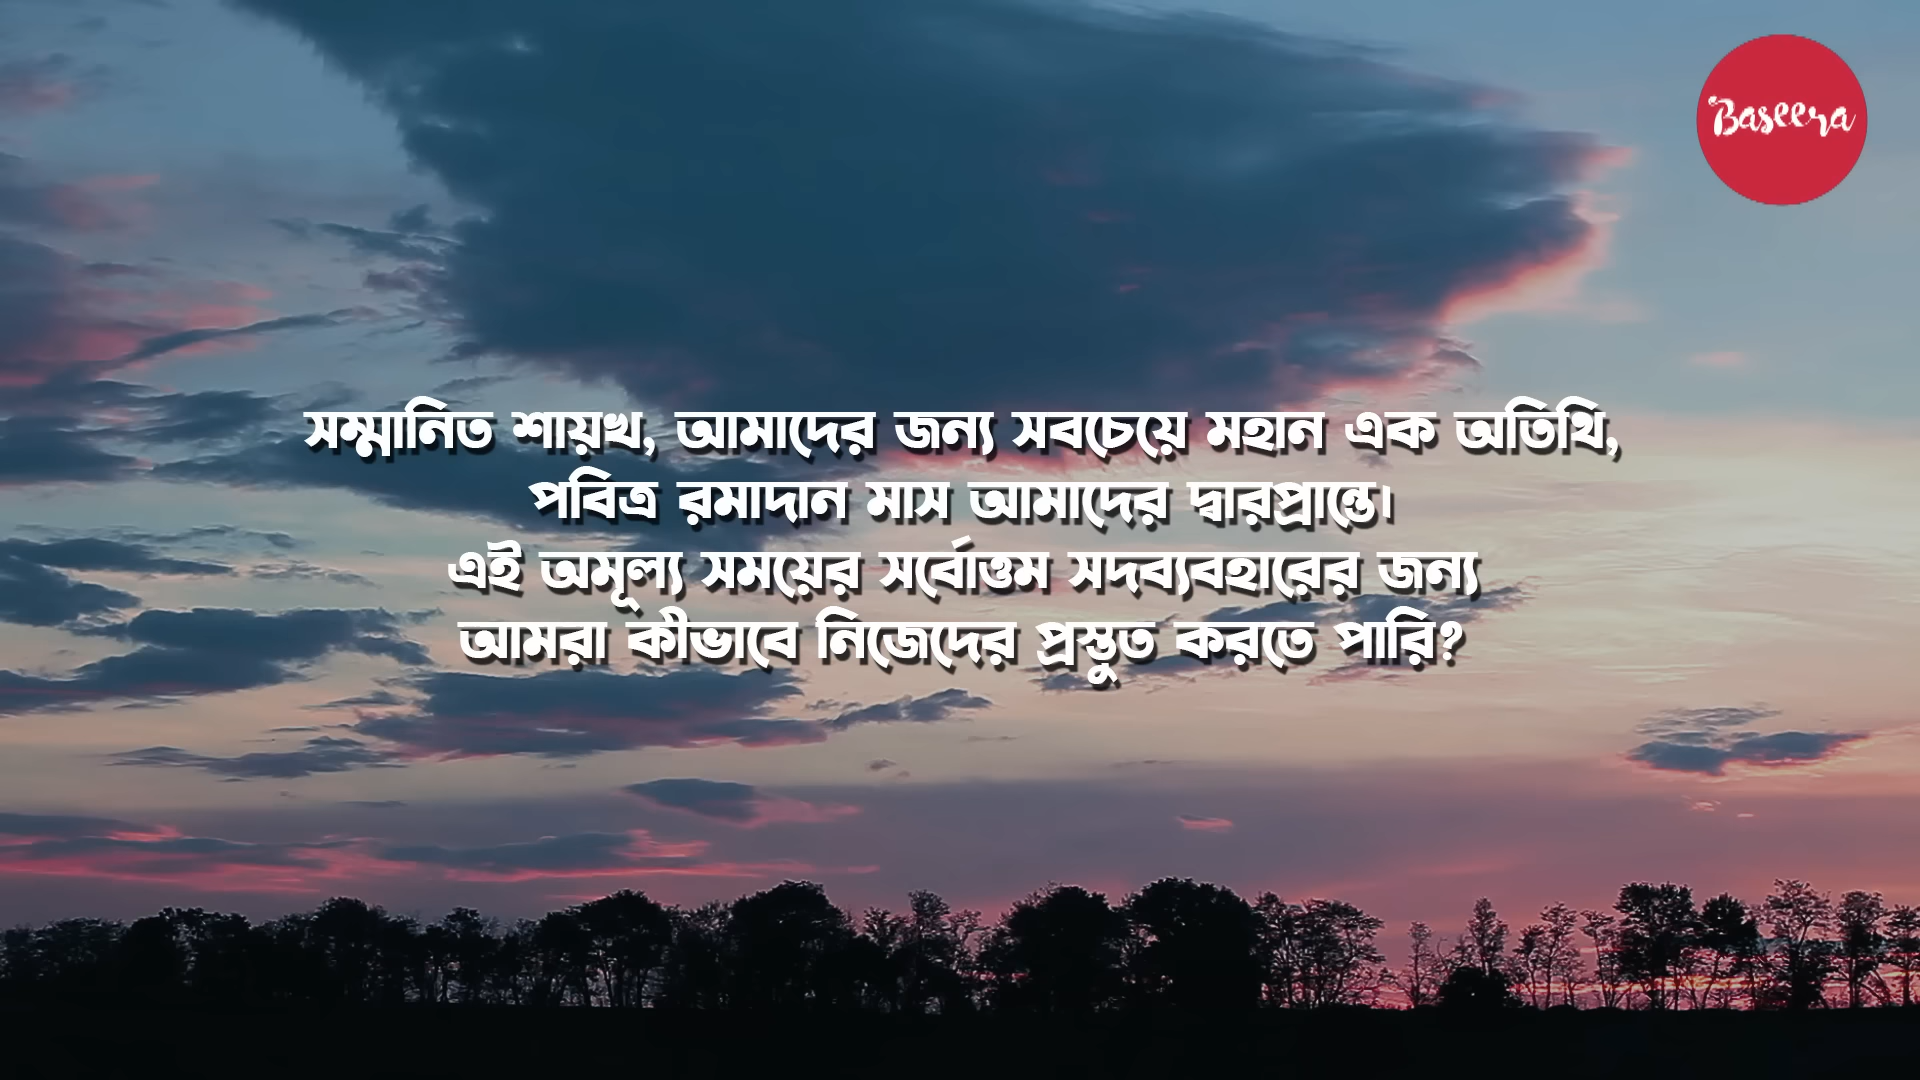 Baseera
সম্মানিত শায়খ, আমাদের জন্য সবচেয়ে মহান এক অতিথি,
পবিত্র রমাদান মাস আমাদের দ্বারপ্রান্তে।
এই অমূল্য সময়ের সর্বোত্তম সদব্যবহারের জন্য
আমরা কীভাবে নিজেদের প্রস্তুত করতে পারি?